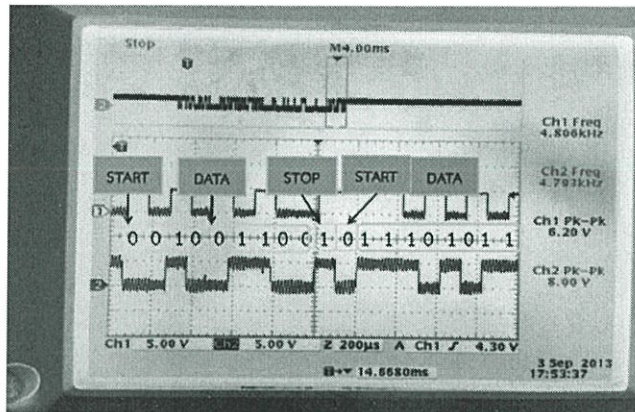 Stop
M4.00ms
Ch1 Freq
4.806kHz
Ch2 Freq
4.793kHz
START DATA STOP START DATA
Ch1 Pk-Pk
6.20 V
0 0 1 0 0 1 1 0 0 1 0 1 1 1 0 1 0 1 1
Ch2 Pk-Pk
8.00 V
Ch1 5.00 V Ch2 5.00 V Z 200µs A Ch1 4.30 V
14.6680ms
3 Sep 2013
17:53:37